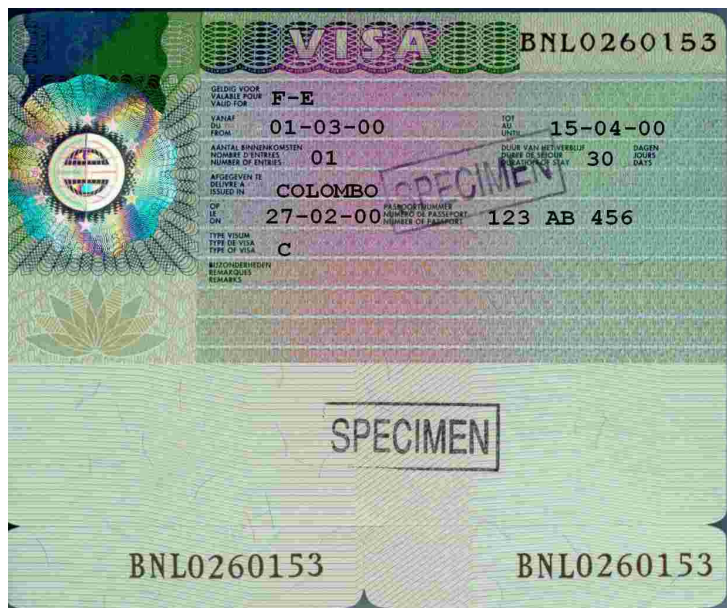 VISA BNL0260153
GELDIG VOOR
VALABLE POUR
VALID FOR
F-E
VANAF
DU
FROM
01-03-00
TOT
AU
UNTIL
15-04-00
AANTAL BINNENKOMSTEN
NOMBRE D'ENTREES
NUMBER OF ENTRIES
01
DUUR VAN HET VERBLIJF
DUREE DE SEJOUR
DURATION OF STAY
30
DAGEN
JOURS
DAYS
AFGEGEVEN TE
DELIVRE A
ISSUED IN
COLOMBO
SPECIMEN
OP
LE
ON
27-02-00
PASPOORTNUMMER
NUMERO DE PASSEPORT
NUMBER OF PASSPORT
123 AB 456
TYPE VISUM
TYPE DE VISA
TYPE OF VISA
C
BIJZONDERHEDEN
REMARQUES
REMARKS
SPECIMEN
BNL0260153 BNL0260153